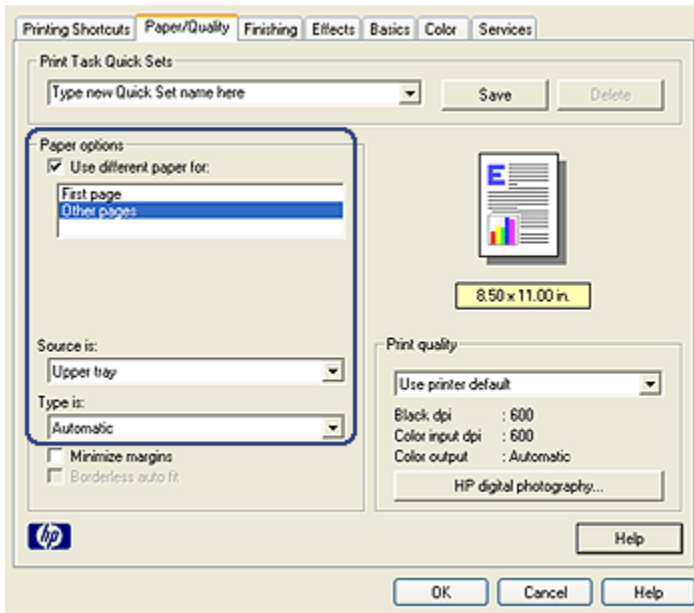 Printing Shortcuts Paper/Quality Finishing Effects Basics Color Services
Print Task Quick Sets
Type new Quick Set name here
Save
Delete
Paper options
Use different paper for:
First page
Other pages
E
8.50 x 11.00 in.
Source is:
Upper tray
Type is:
Automatic
Minimize margins
Borderless auto fit
Print quality
Use printer default
Black dpi : 600
Color input dpi : 600
Color output : Automatic
HP digital photography...
hp
Help
OK Cancel Help